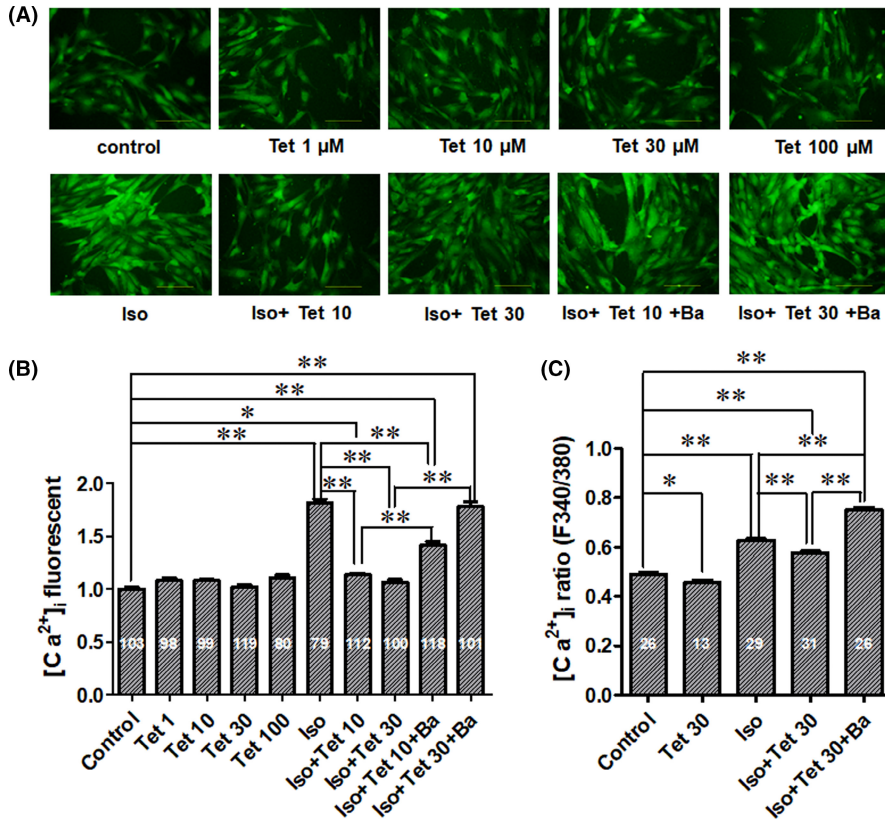 (A)
control
Tet 1 µM
Tet 10 µM
Tet 30 µM
Tet 100 µM
Iso
Iso+ Tet 10
Iso+ Tet 30
Iso+ Tet 10 +Ba
Iso+ Tet 30 +Ba
(B)
**
**
*
**
**
**
**
**
**
[C a2+]i fluorescent
2.0
1.5
1.0
0.5
0.0
103
98
99
119
80
79
112
100
118
101
Control
Tet 1
Tet 10
Tet 30
Tet 100
Iso
Iso+Tet 10
Iso+Tet 30
Iso+Tet 10+Ba
Iso+Tet 30+Ba
(C)
**
**
**
**
*
**
**
[C a2+]i ratio (F340/380)
1.0
0.8
0.6
0.4
0.2
0.0
26
13
29
31
26
Control
Tet 30
Iso
Iso+Tet 30
Iso+Tet 30+Ba